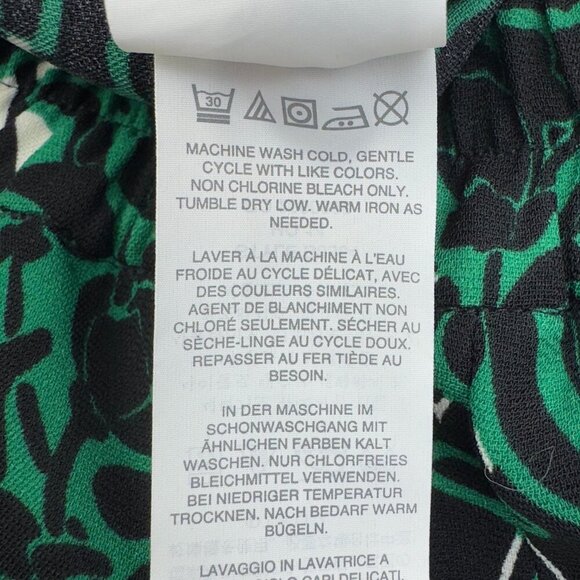 30
MACHINE WASH COLD, GENTLE
CYCLE WITH LIKE COLORS.
NON CHLORINE BLEACH ONLY.
TUMBLE DRY LOW. WARM IRON AS
NEEDED.
LAVER À LA MACHINE À L'EAU
FROIDE AU CYCLE DÉLICAT, AVEC
DES COULEURS SIMILAIRES.
AGENT DE BLANCHIMENT NON
CHLORÉ SEULEMENT. SÉCHER AU
SÈCHE-LINGE AU CYCLE DOUX.
REPASSER AU FER TIÈDE AU
BESOIN.
IN DER MASCHINE IM
SCHONWASCHGANG MIT
ÄHNLICHEN FARBEN KALT
WASCHEN. NUR CHLORFREIES
BLEICHMITTEL VERWENDEN.
BEI NIEDRIGER TEMPERATUR
TROCKNEN. NACH BEDARF WARM
BÜGELN.
LAVAGGIO IN LAVATRICE A